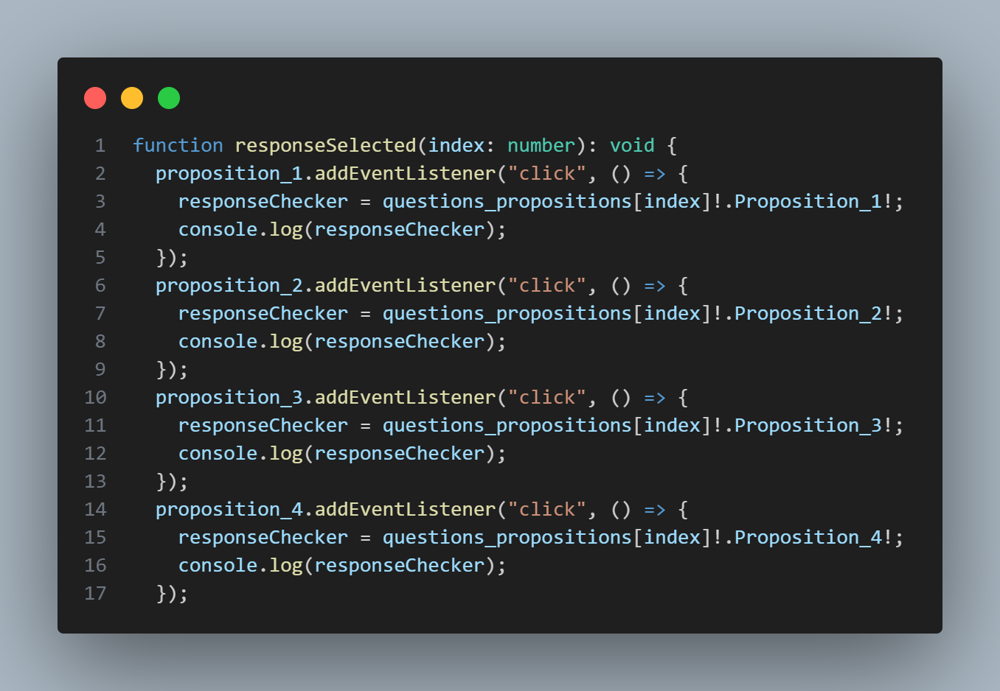 1 function responseSelected(index: number): void {
2   proposition_1.addEventListener("click", () => {
3     responseChecker = questions_propositions[index]!.Proposition_1!;
4     console.log(responseChecker);
5   });
6   proposition_2.addEventListener("click", () => {
7     responseChecker = questions_propositions[index]!.Proposition_2!;
8     console.log(responseChecker);
9   });
10   proposition_3.addEventListener("click", () => {
11     responseChecker = questions_propositions[index]!.Proposition_3!;
12     console.log(responseChecker);
13   });
14   proposition_4.addEventListener("click", () => {
15     responseChecker = questions_propositions[index]!.Proposition_4!;
16     console.log(responseChecker);
17   });